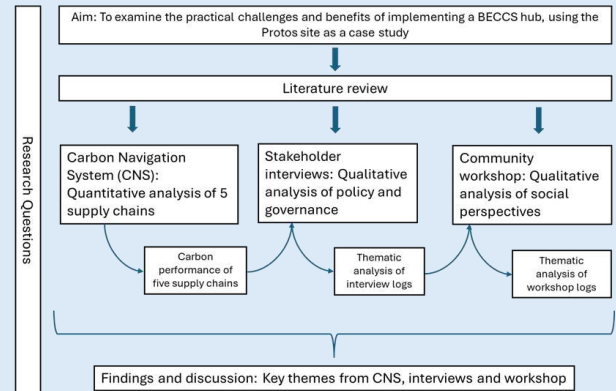 Aim: To examine the practical challenges and benefits of implementing a BECCS hub, using the
Protos site as a case study
Literature review
Research Questions
Carbon Navigation
System (CNS):
Quantitative analysis of 5
supply chains
Stakeholder
interviews: Qualitative
analysis of policy and
governance
Community
workshop: Qualitative
analysis of social
perspectives
Carbon
performance of
five supply chains
Thematic
analysis of
interview logs
Thematic
analysis of
workshop logs
Findings and discussion: Key themes from CNS, interviews and workshop